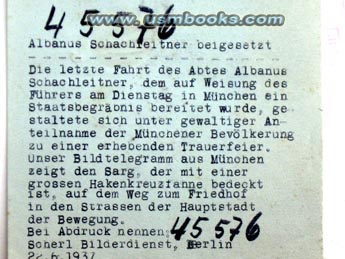 45576
www.usmbooks.com
Albanus Schachleitner beigesetzt
Die letzte Fahrt des Abtes Albanus
Schachleitner, dem auf Weisung des
Führers am Dienstag in München ein
Staatsbegräbnis bereitet wurde, ge
staltete sich unter gewaltiger An-
teilnahme der Münchener Bevölkerung
zu einer erhebenden Trauerfeier.
Unser Bildtelegramm aus München
zeigt den Sarg, der mit einer
grossen Hakenkreuzfahne bedeckt
ist, auf dem Weg zum Friedhof
in den Strassen der Hauptstadt
der Bewegung.
Bei Abdruck nennen: 45576
Scherl Bilderdienst, Berlin
22.6.1937